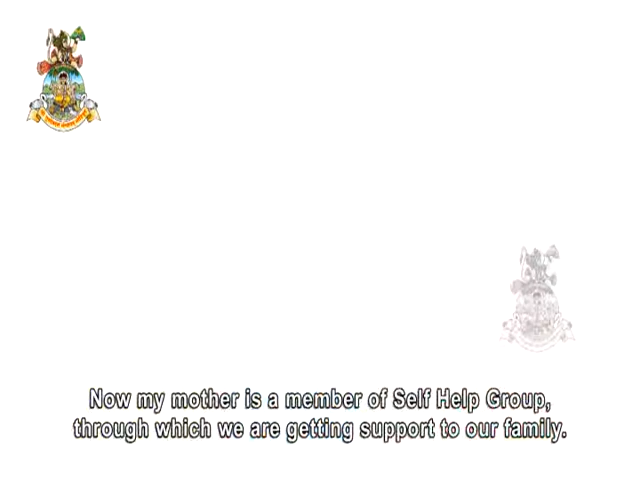 Now my mother is a member of Self Help Group,
through which we are getting support to our family.